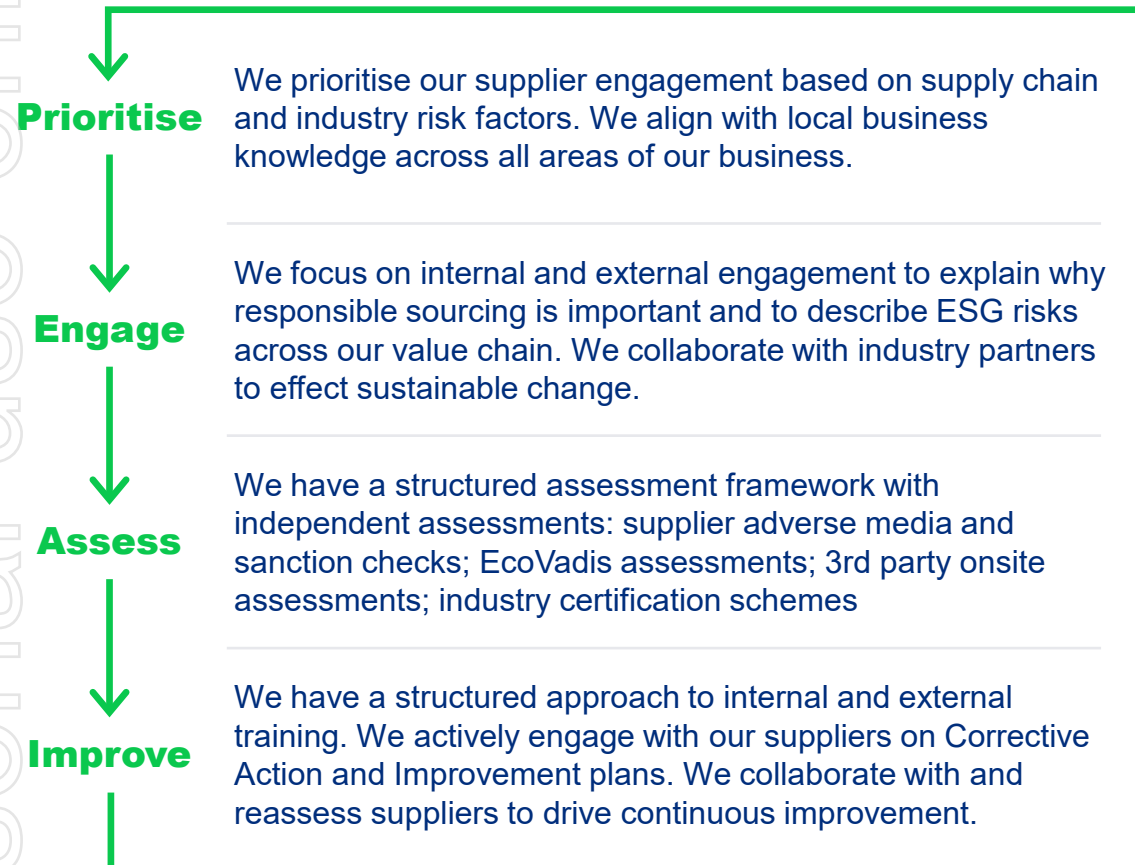 Prioritise
We prioritise our supplier engagement based on supply chain
and industry risk factors. We align with local business
knowledge across all areas of our business.
Engage
We focus on internal and external engagement to explain why
responsible sourcing is important and to describe ESG risks
across our value chain. We collaborate with industry partners
to effect sustainable change.
Assess
We have a structured assessment framework with
independent assessments: supplier adverse media and
sanction checks; EcoVadis assessments; 3rd party onsite
assessments; industry certification schemes
Improve
We have a structured approach to internal and external
training. We actively engage with our suppliers on Corrective
Action and Improvement plans. We collaborate with and
reassess suppliers to drive continuous improvement.